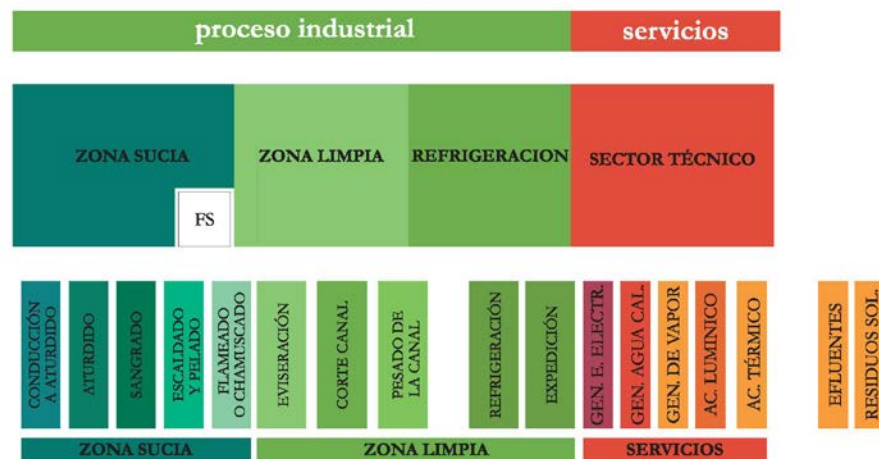 proceso industrial
servicios
ZONA SUCIA
ZONA LIMPIA
REFRIGERACION
SECTOR TÉCNICO
FS
CONDUCCIÓN
A ATURDIDO
ATURDIDO
SANGRADO
ESCALDADO
Y PELADO
FLAMEADO
O CHAMUSCADO
EVISERACIÓN
CORTE CANAL
PESADO DE
LA CANAL
REFRIGERACIÓN
EXPEDICIÓN
GEN. E. ELECTR.
GEN. AGUA CAL.
GEN. DE VAPOR
AC. LUMINICO
AC. TÉRMICO
EFLUENTES
RESIDUOS SOL.
ZONA SUCIA
ZONA LIMPIA
SERVICIOS